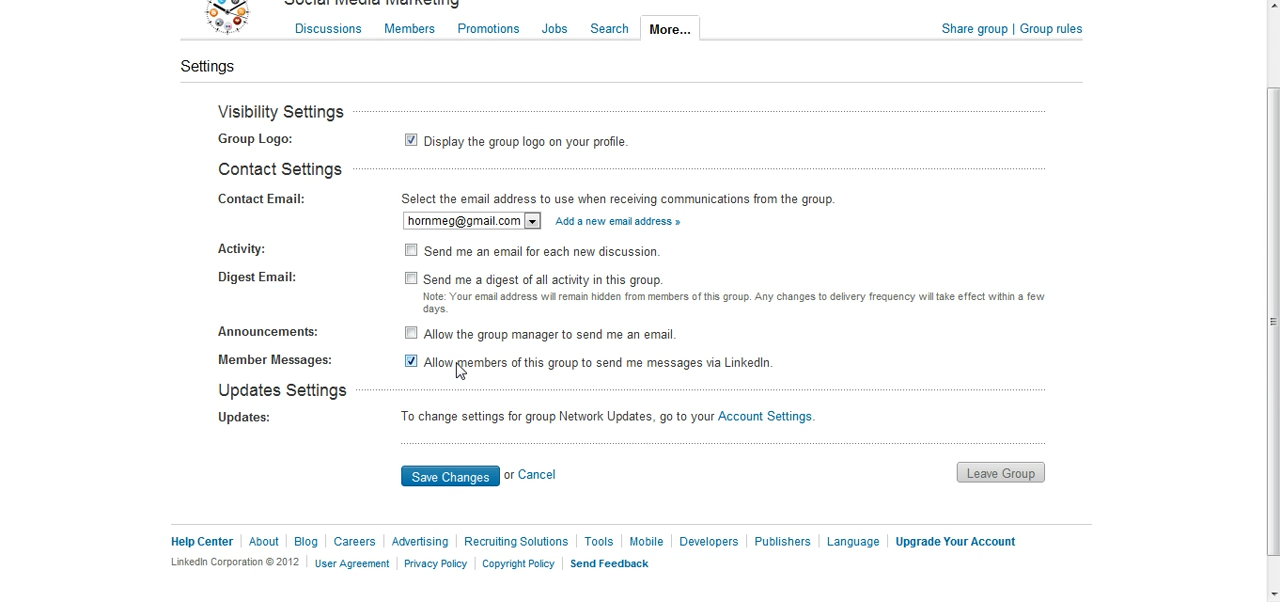 Social Media Marketing
Discussions Members Promotions Jobs Search More... Share group | Group rules
Settings
Visibility Settings
Group Logo: Display the group logo on your profile.
Contact Settings
Contact Email: Select the email address to use when receiving communications from the group.
hornmeg@gmail.com Add a new email address »
Activity: Send me an email for each new discussion.
Digest Email: Send me a digest of all activity in this group.
Note: Your email address will remain hidden from members of this group. Any changes to delivery frequency will take effect within a few
days.
Announcements: Allow the group manager to send me an email.
Member Messages: Allow members of this group to send me messages via LinkedIn.
Updates Settings
Updates: To change settings for group Network Updates, go to your Account Settings.
Save Changes or Cancel Leave Group
Help Center About Blog Careers Advertising Recruiting Solutions Tools Mobile Developers Publishers Language Upgrade Your Account
LinkedIn Corporation © 2012 User Agreement Privacy Policy Copyright Policy Send Feedback